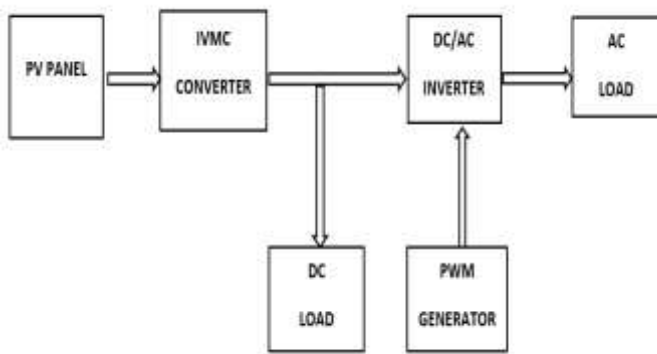 PV PANEL
IVMC
CONVERTER
DC/AC
INVERTER
AC
LOAD
DC
LOAD
PWM
GENERATOR